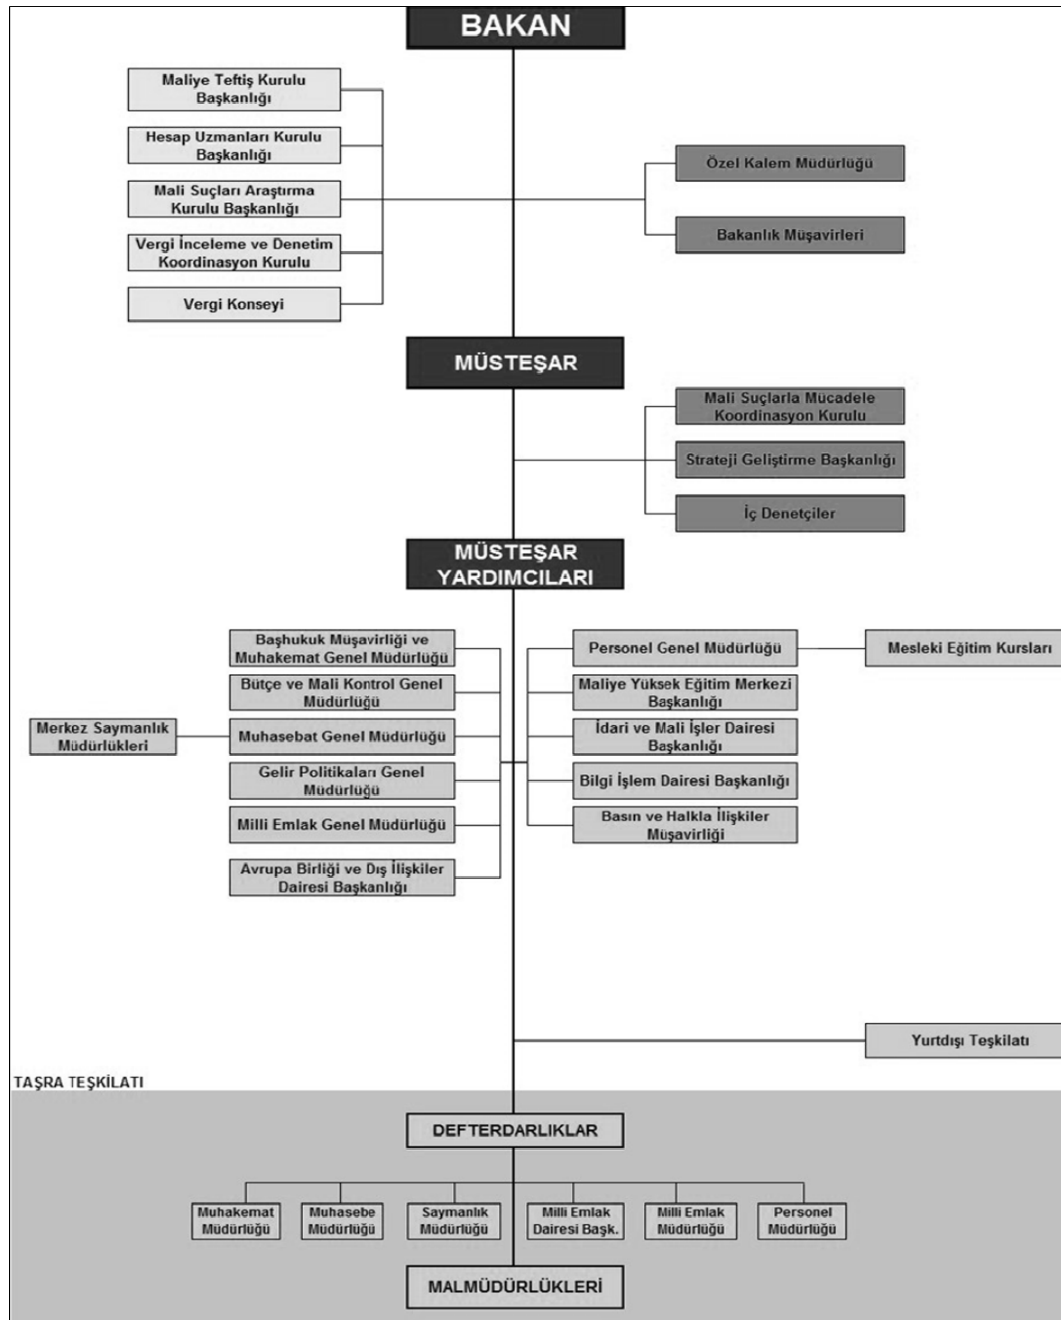 BAKAN
Maliye Teftiş Kurulu
Başkanlığı
Hesap Uzmanları Kurulu
Başkanlığı
Mali Suçları Araştırma
Kurulu Başkanlığı
Vergi İnceleme ve Denetim
Koordinasyon Kurulu
Vergi Konseyi
Özel Kalem Müdürlüğü
Bakanlık Müşavirleri
MÜSTEŞAR
Mali Suçlarla Mücadele
Koordinasyon Kurulu
Strateji Geliştirme Başkanlığı
İç Denetçiler
MÜSTEŞAR
YARDIMCILARI
Başhukuk Müşavirliği ve
Muhakemat Genel Müdürlüğü
Bütçe ve Mali Kontrol Genel
Müdürlüğü
Merkez Saymanlık
Müdürlükleri
Muhasebat Genel Müdürlüğü
Gelir Politikaları Genel
Müdürlüğü
Milli Emlak Genel Müdürlüğü
Avrupa Birliği ve Dış İlişkiler
Dairesi Başkanlığı
Personel Genel Müdürlüğü
Mesleki Eğitim Kursları
Maliye Yüksek Eğitim Merkezi
Başkanlığı
İdari ve Mali İşler Dairesi
Başkanlığı
Bilgi İşlem Dairesi Başkanlığı
Basın ve Halkla İlişkiler
Müşavirliği
Yurtdışı Teşkilatı
TAŞRA TEŞKİLATI
DEFTERDARLIKLAR
Muhakemat
Müdürlüğü
Muhasebe
Müdürlüğü
Saymanlık
Müdürlüğü
Milli Emlak
Dairesi Başk.
Milli Emlak
Müdürlüğü
Personel
Müdürlüğü
MALMÜDÜRLÜKLERİ